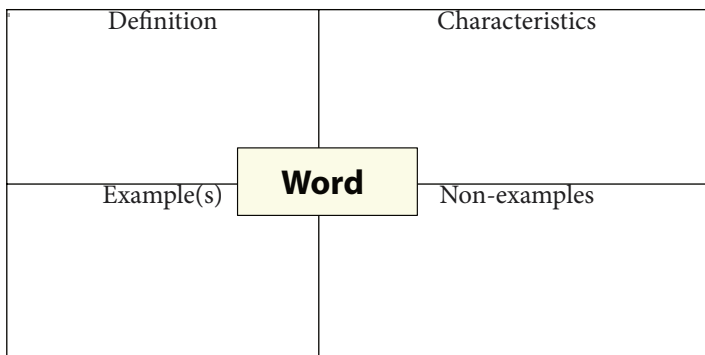 Definition
Characteristics
Word
Example(s)
Non-examples